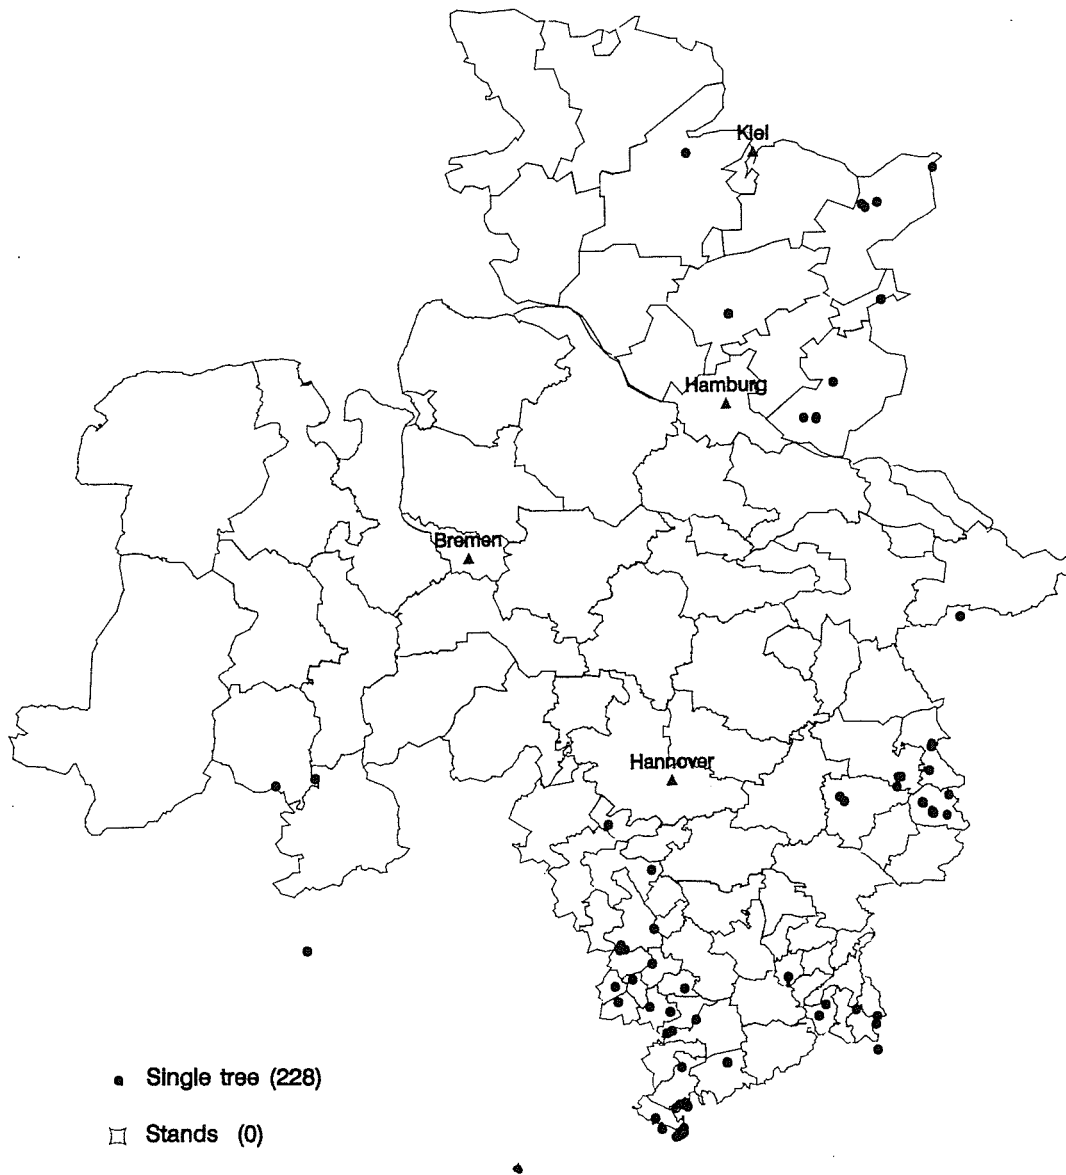 Kiel
Hamburg
Bremen
Hannover
Single tree (228)
Stands (0)